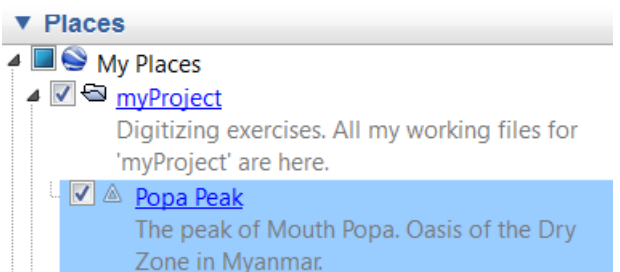 Places
My Places
myProject
Digitizing exercises. All my working files for
'myProject' are here.
Popa Peak
The peak of Mouth Popa. Oasis of the Dry
Zone in Myanmar.